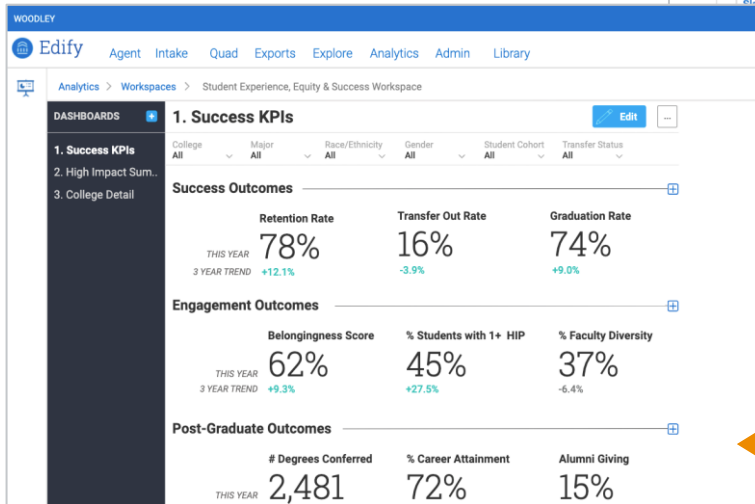 WOODLEY
Edify Agent Intake Quad Exports Explore Analytics Admin Library
Analytics > Workspaces > Student Experience, Equity & Success Workspace
DASHBOARDS
1. Success KPIs
2. High Impact Sum..
3. College Detail
1. Success KPIs
Edit
...
College Major Race/Ethnicity Gender Student Cohort Transfer Status
All All All All All All
Success Outcomes
Retention Rate Transfer Out Rate Graduation Rate
THIS YEAR 78% 16% 74%
3 YEAR TREND +12.1% -3.9% +9.0%
Engagement Outcomes
Belongingness Score % Students with 1+ HIP % Faculty Diversity
THIS YEAR 62% 45% 37%
3 YEAR TREND +9.3% +27.5% -6.4%
Post-Graduate Outcomes
# Degrees Conferred % Career Attainment Alumni Giving
THIS YEAR 2,481 72% 15%